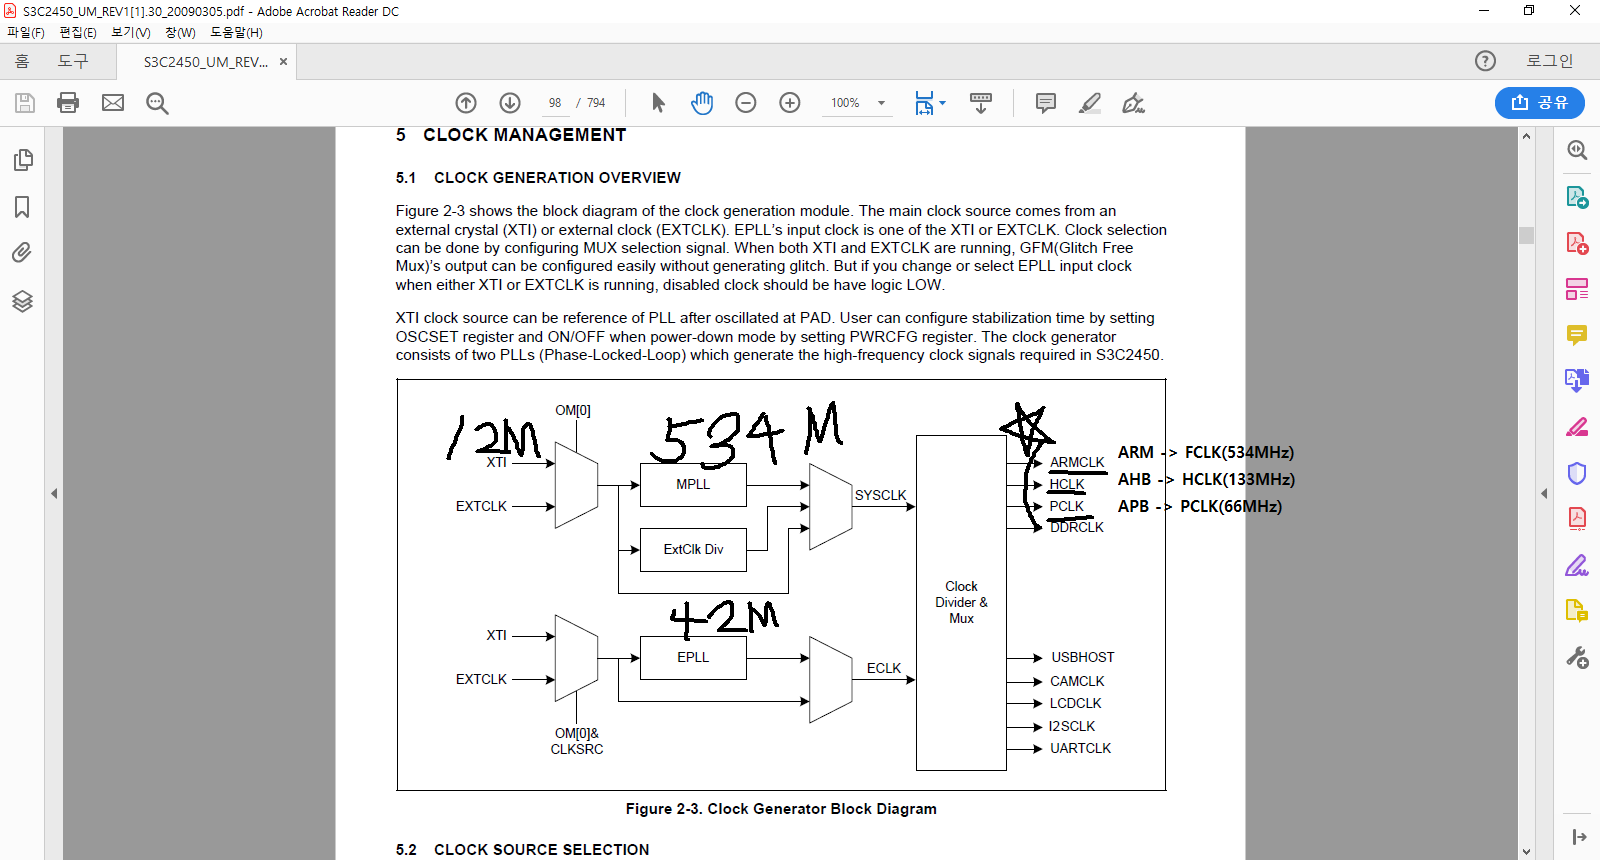 S3C2450_UM_REV1[1].30_20090305.pdf - Adobe Acrobat Reader DC
파일(F) 편집(E) 보기(V) 창(W) 도움말(H)
홈 도구 S3C2450_UM_REV... × ? 로그인
98 / 794 100% 공유
5 CLOCK MANAGEMENT
5.1 CLOCK GENERATION OVERVIEW
Figure 2-3 shows the block diagram of the clock generation module. The main clock source comes from an
external crystal (XTI) or external clock (EXTCLK). EPLL's input clock is one of the XTI or EXTCLK. Clock selection
can be done by configuring MUX selection signal. When both XTI and EXTCLK are running, GFM(Glitch Free
Mux)'s output can be configured easily without generating glitch. But if you change or select EPLL input clock
when either XTI or EXTCLK is running, disabled clock should be have logic LOW.
XTI clock source can be reference of PLL after oscillated at PAD. User can configure stabilization time by setting
OSCSET register and ON/OFF when power-down mode by setting PWRCFG register. The clock generator
consists of two PLLs (Phase-Locked-Loop) which generate the high-frequency clock signals required in S3C2450.
OM[0]
12M
534M
XTI
MPLL
EXTCLK
ExtClk Div
SYSCLK
ARMCLK
HCLK
PCLK
DDRCLK
ARM -> FCLK(534MHz)
AHB -> HCLK(133MHz)
APB -> PCLK(66MHz)
Clock
Divider &
Mux
42M
XTI
EPLL
EXTCLK
ECLK
OM[0]&
CLKSRC
USBHOST
CAMCLK
LCDCLK
I2SCLK
UARTCLK
Figure 2-3. Clock Generator Block Diagram
5.2 CLOCK SOURCE SELECTION